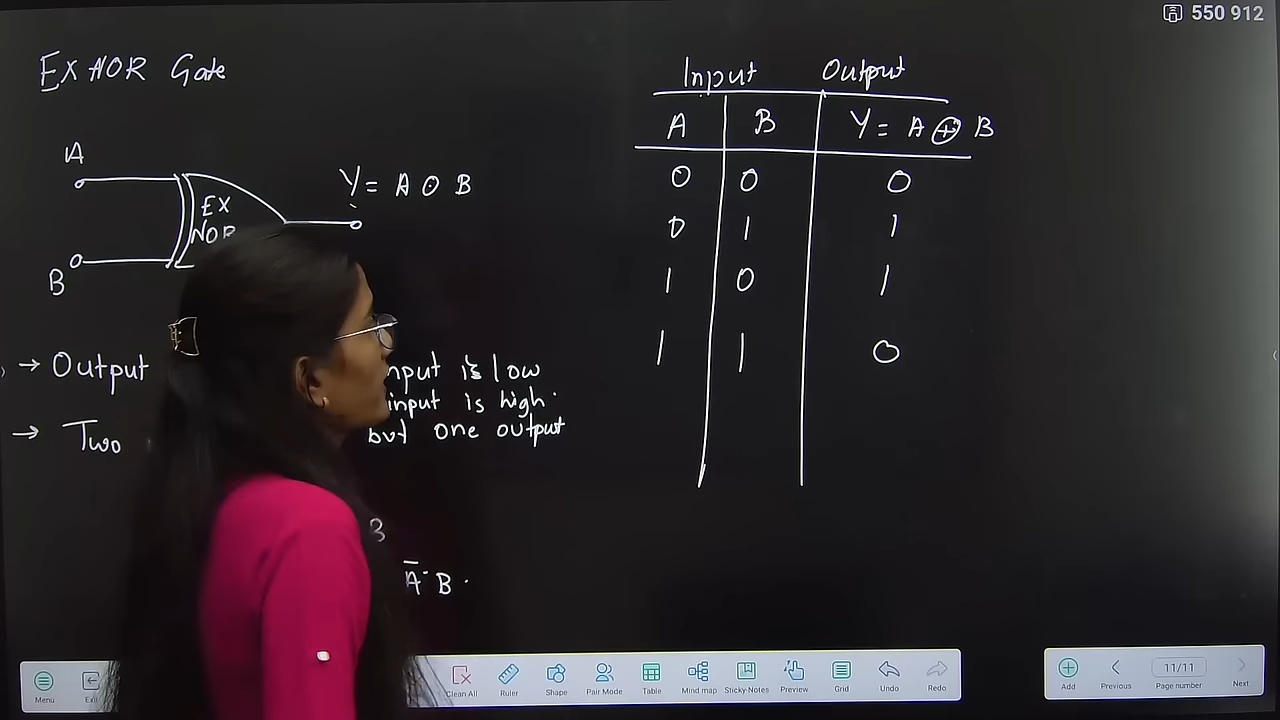 550 912
EX NOR Gate
A
B
EX
NOR
Y = A ⊙ B
→ Output nput is low
input is high.
→ Two but one output
B
A̅ · B ·
Input Output
A B Y = A ⊕ B
0 0 0
0 1 1
1 0 1
1 1 0
Menu Clean All Ruler Shape Pair Mode Table Mind map Sticky Notes Preview Grid Undo Redo
Add Previous 11/11 Page number Next